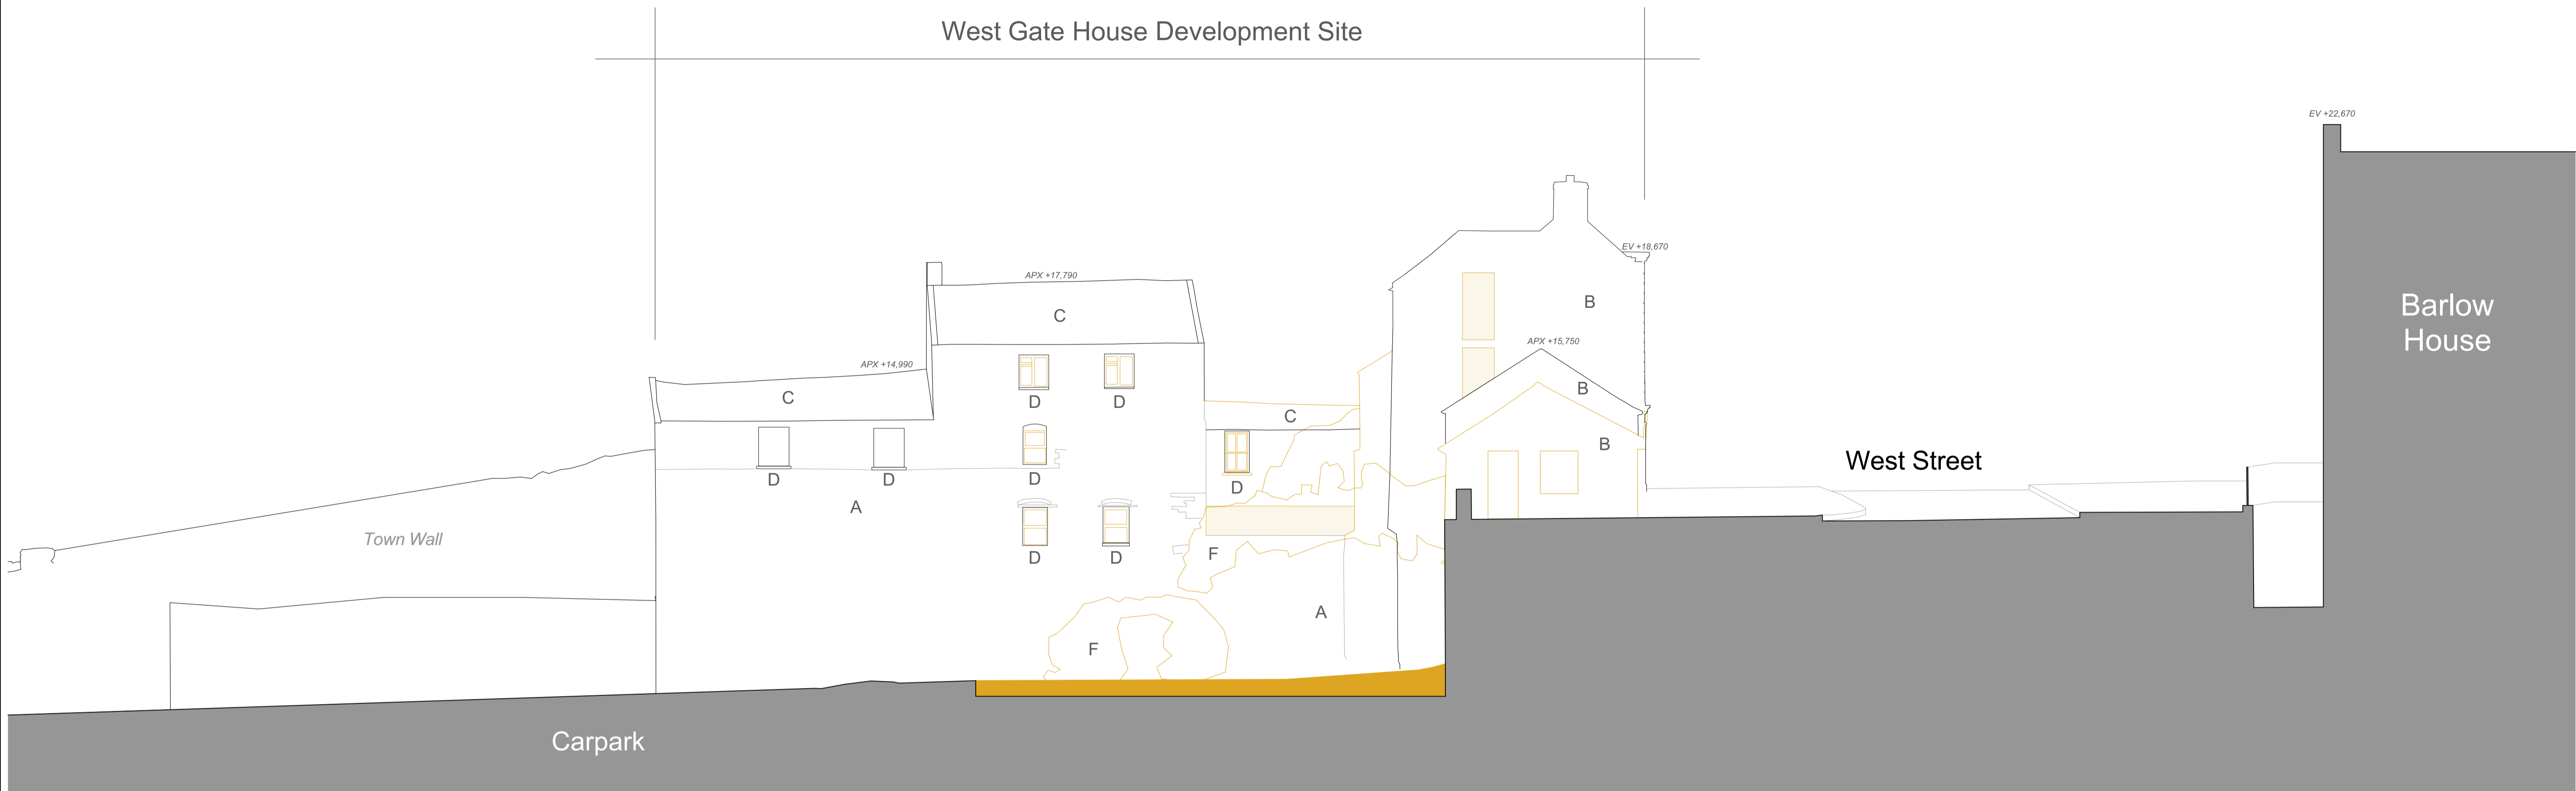 West Gate House Development Site
EV +22,670
EV +18,670
APX +17,790
B
Barlow
House
C
APX +15,750
APX +14,990
B
C
D
D
C
B
West Street
D
D
D
D
A
Town Wall
D
D
F
A
F
Carpark